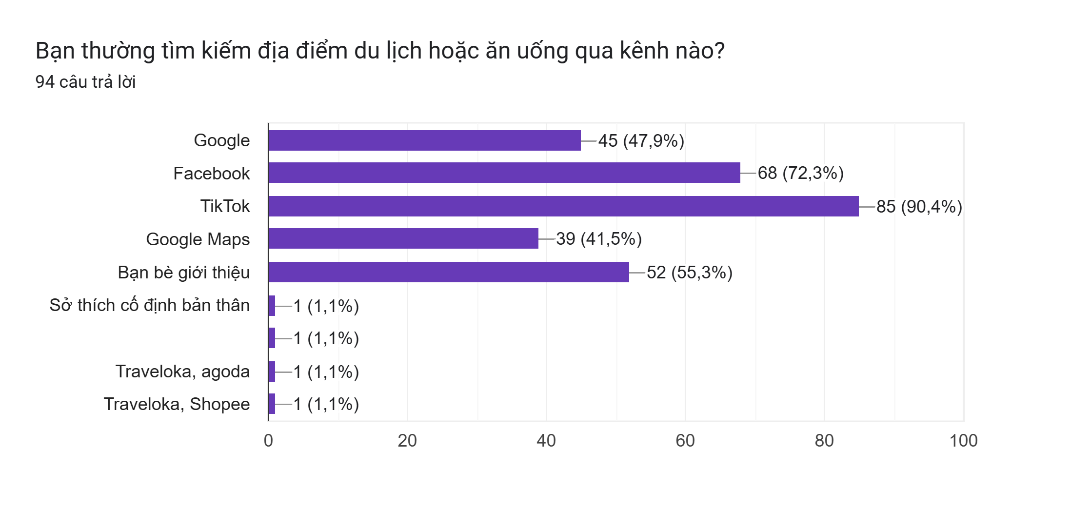 Bạn thường tìm kiếm địa điểm du lịch hoặc ăn uống qua kênh nào?
94 câu trả lời
Google 45 (47,9%)
Facebook 68 (72,3%)
TikTok 85 (90,4%)
Google Maps 39 (41,5%)
Bạn bè giới thiệu 52 (55,3%)
Sở thích cố định bản thân 1 (1,1%)
1 (1,1%)
Traveloka, agoda 1 (1,1%)
Traveloka, Shopee 1 (1,1%)
0 20 40 60 80 100